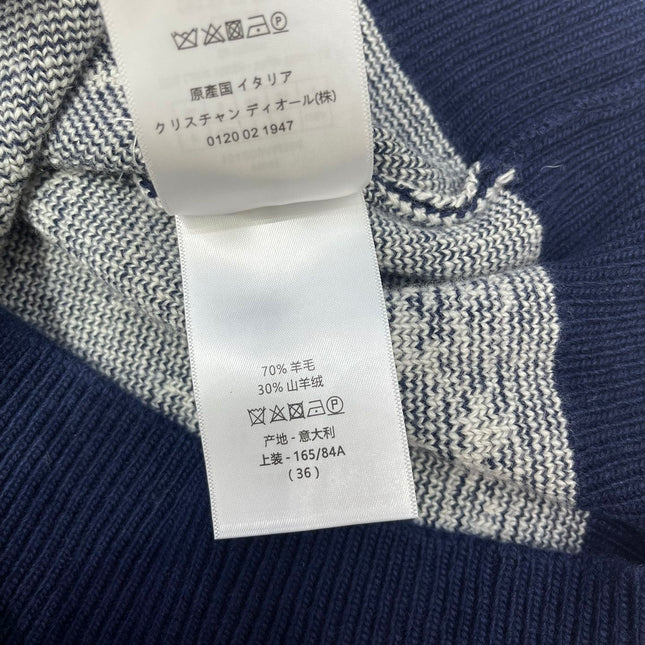 原産国 イタリア
クリスチャン ディオール(株)
0120 02 1947
70% 羊毛
30% 山羊绒
产地 - 意大利
上装 - 165/84A
(36)